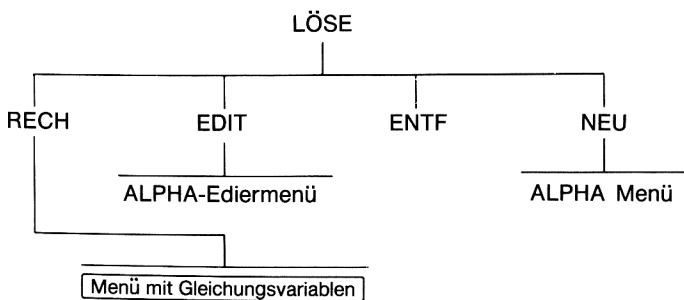 LÖSE
RECH EDIT ENTF NEU
ALPHA-Ediermenü ALPHA Menü
Menü mit Gleichungsvariablen